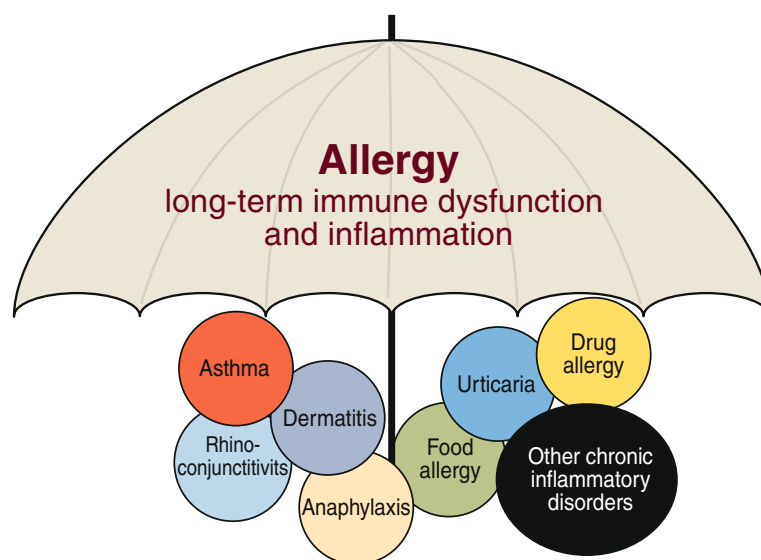 Allergy
long-term immune dysfunction
and inflammation
Asthma
Rhino-
conjunctitivits
Dermatitis
Anaphylaxis
Food
allergy
Urticaria
Drug
allergy
Other chronic
inflammatory
disorders